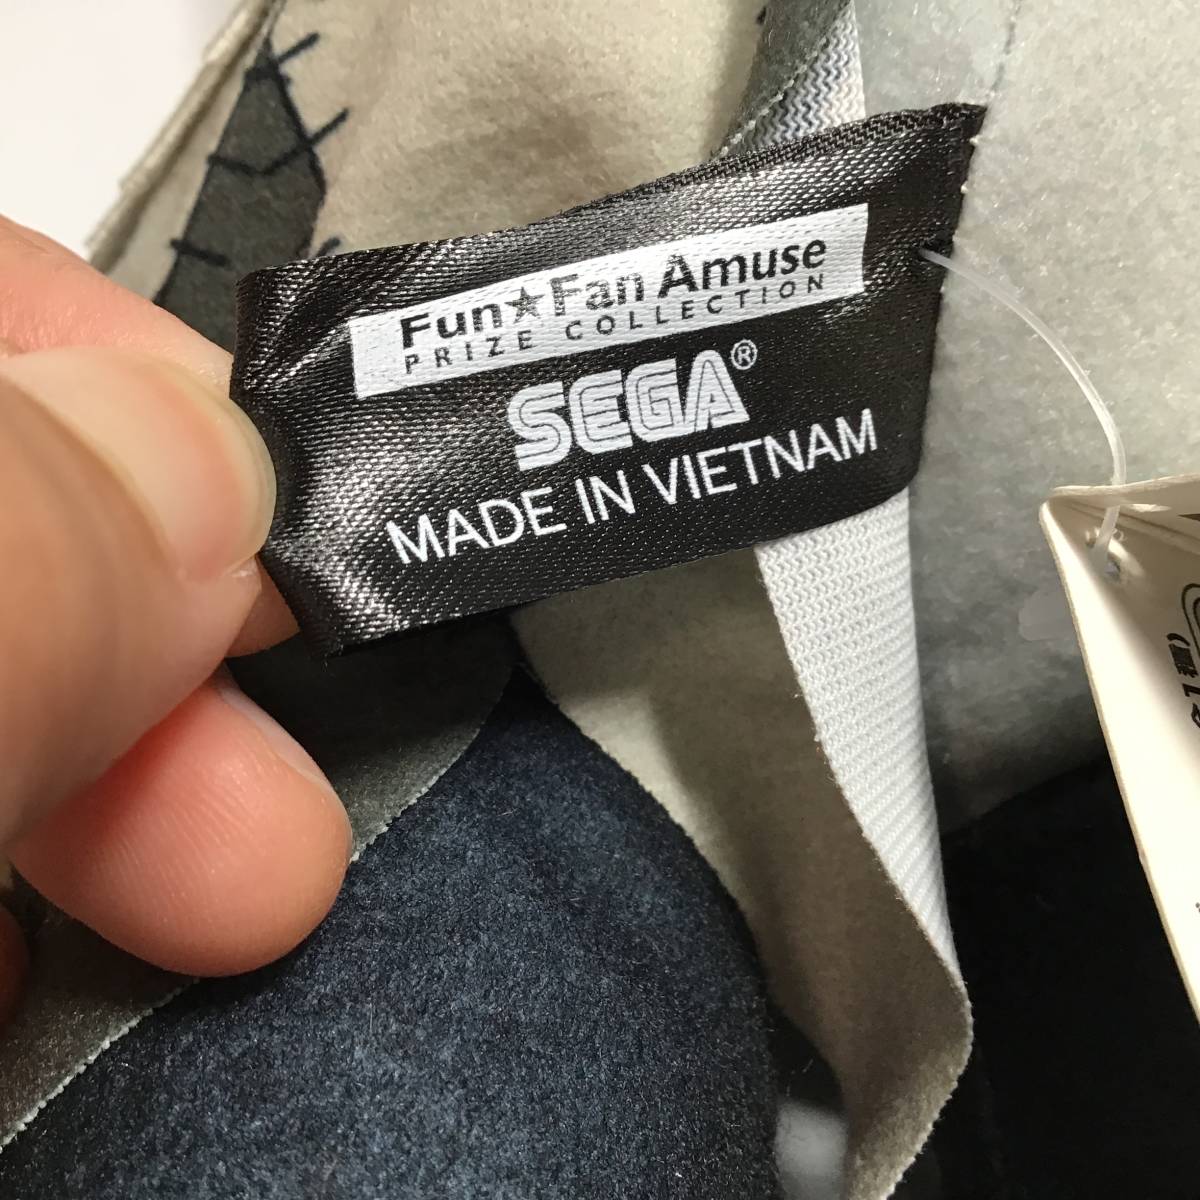 Fun★Fan Amuse
PRIZE COLLECTION
SEGA®
MADE IN VIETNAM